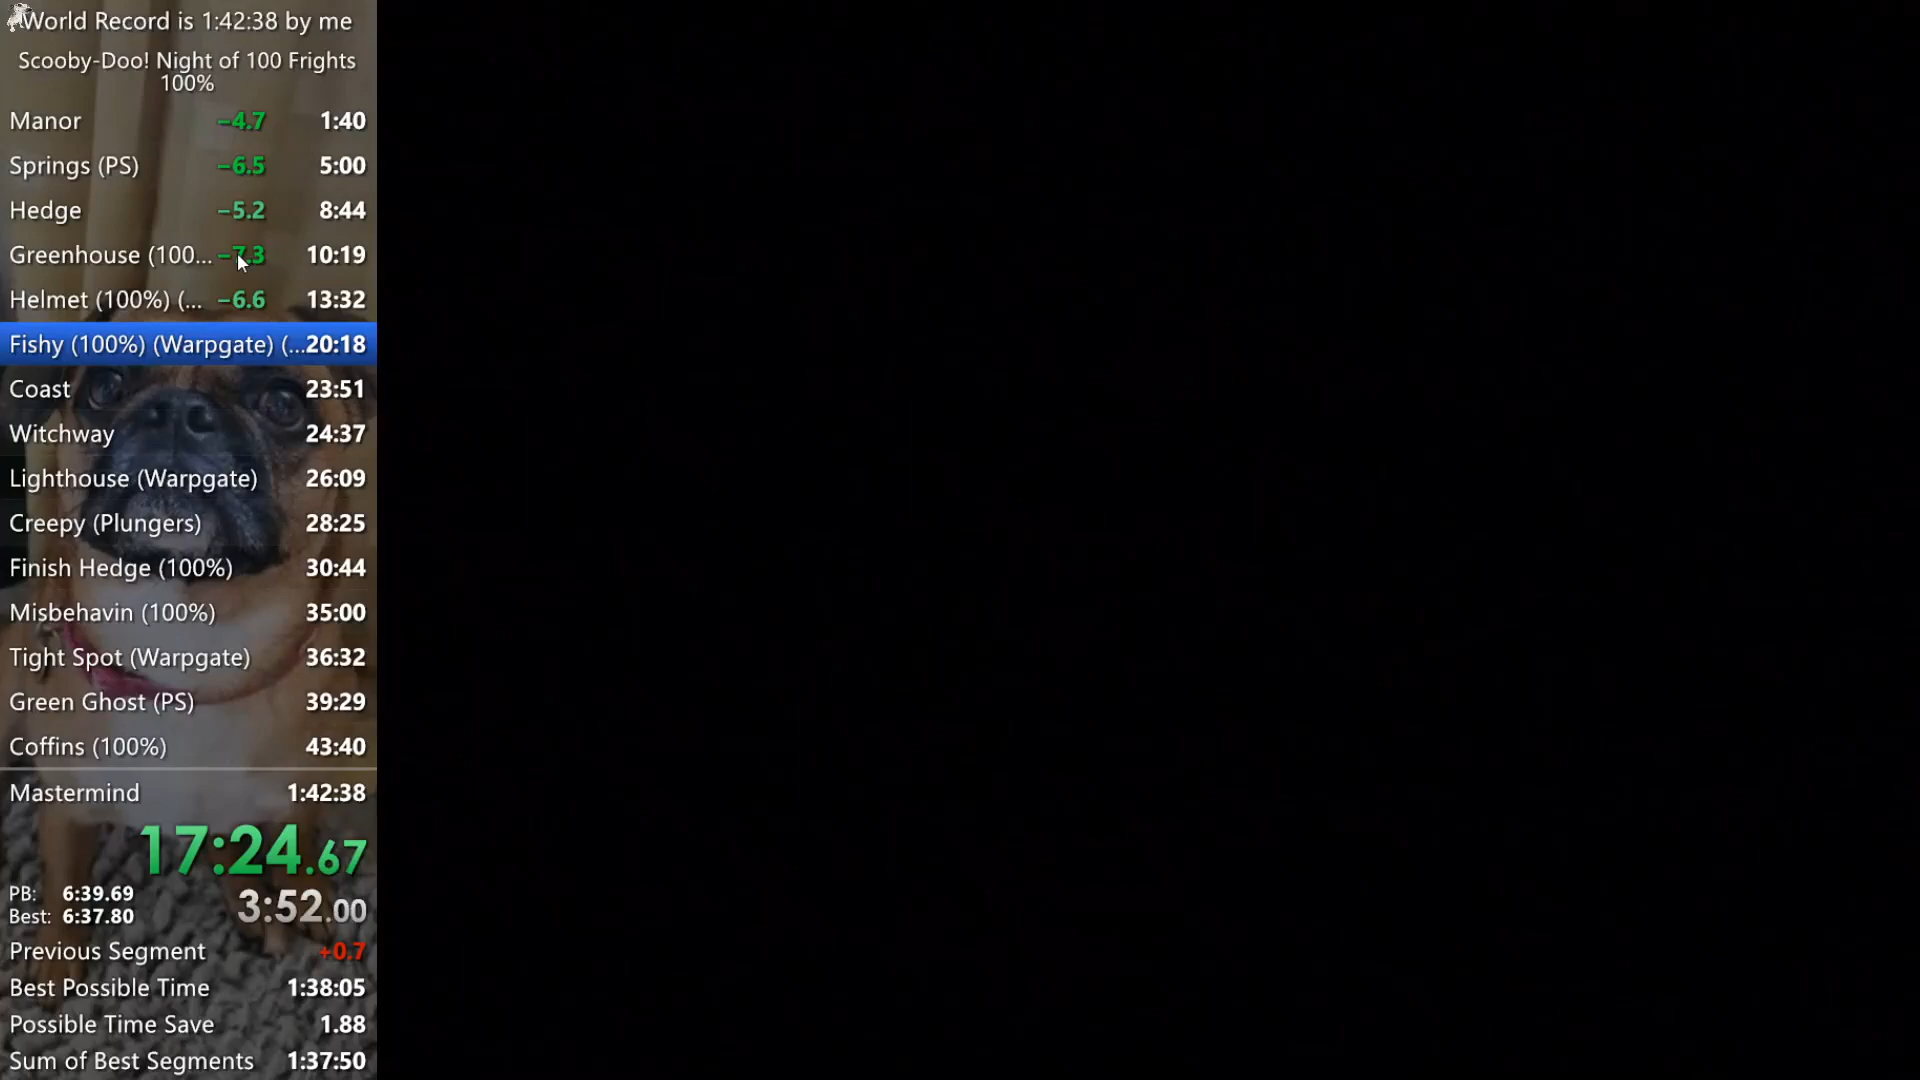 World Record is 1:42:38 by me
Scooby-Doo! Night of 100 Frights
100%
Manor −4.7 1:40
Springs (PS) −6.5 5:00
Hedge −5.2 8:44
Greenhouse (100... −7.3 10:19
Helmet (100%) (... −6.6 13:32
Fishy (100%) (Warpgate) (... 20:18
Coast 23:51
Witchway 24:37
Lighthouse (Warpgate) 26:09
Creepy (Plungers) 28:25
Finish Hedge (100%) 30:44
Misbehavin (100%) 35:00
Tight Spot (Warpgate) 36:32
Green Ghost (PS) 39:29
Coffins (100%) 43:40
Mastermind 1:42:38
17:24.67
PB: 6:39.69
Best: 6:37.80
3:52.00
Previous Segment +0.7
Best Possible Time 1:38:05
Possible Time Save 1.88
Sum of Best Segments 1:37:50